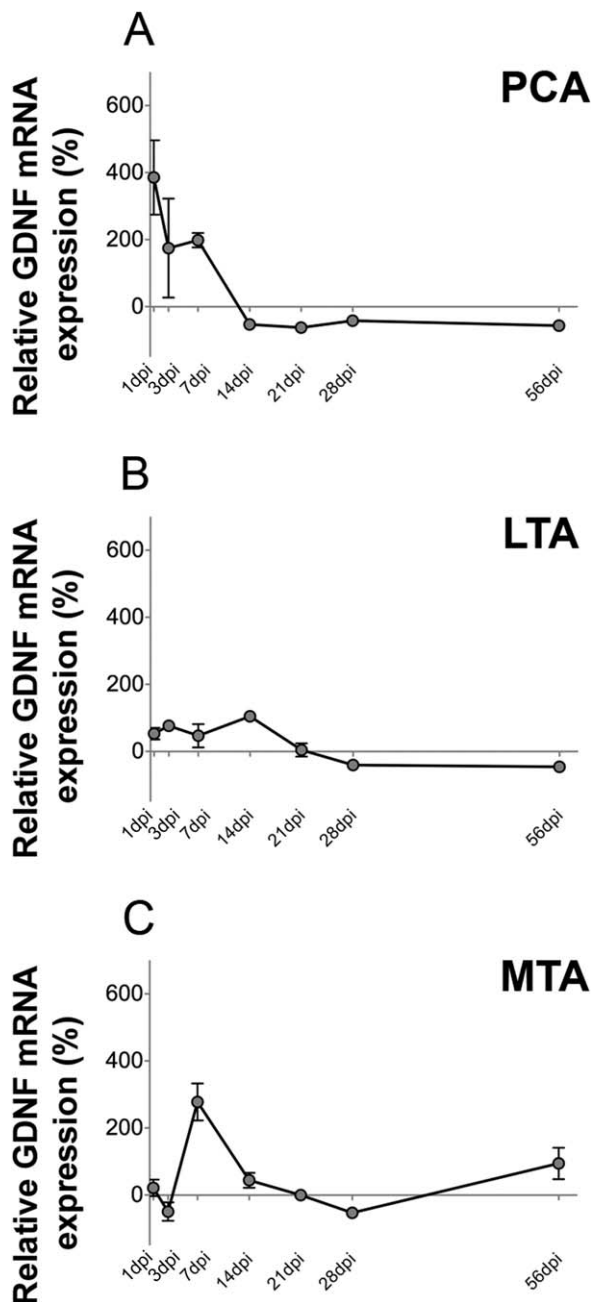 A
PCA
Relative GDNF mRNA
expression (%)
600
400
200
0
1dpi
3dpi
7dpi
14dpi
21dpi
28dpi
56dpi
B
LTA
Relative GDNF mRNA
expression (%)
600
400
200
0
1dpi
3dpi
7dpi
14dpi
21dpi
28dpi
56dpi
C
MTA
Relative GDNF mRNA
expression (%)
600
400
200
0
1dpi
3dpi
7dpi
14dpi
21dpi
28dpi
56dpi